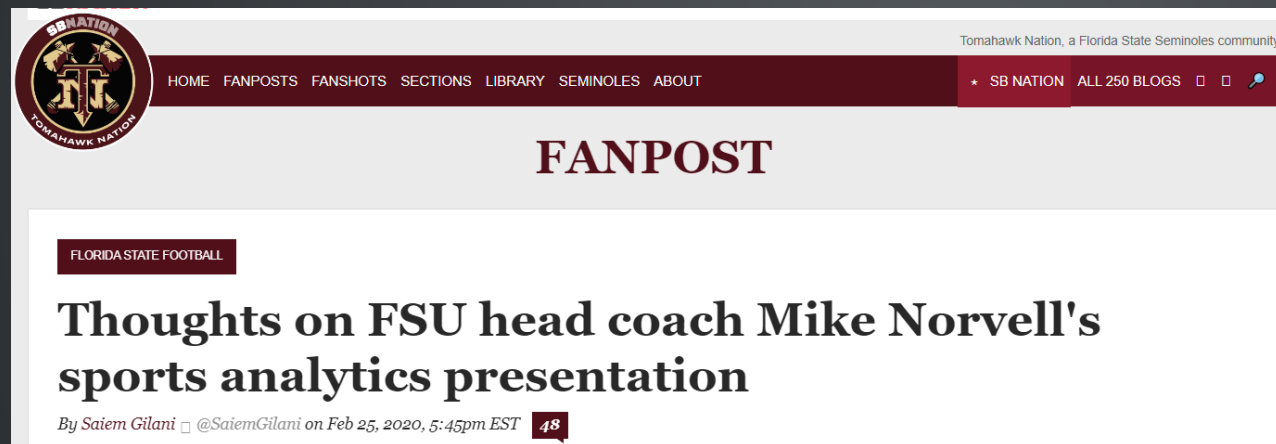 SBNATION
Tomahawk Nation, a Florida State Seminoles community
TN
TOMAHAWK NATION
HOME FANPOSTS FANSHOTS SECTIONS LIBRARY SEMINOLES ABOUT
★ SB NATION ALL 250 BLOGS
FANPOST
FLORIDA STATE FOOTBALL
Thoughts on FSU head coach Mike Norvell's
sports analytics presentation
By Saiem Gilani @SaiemGilani on Feb 25, 2020, 5:45pm EST 48